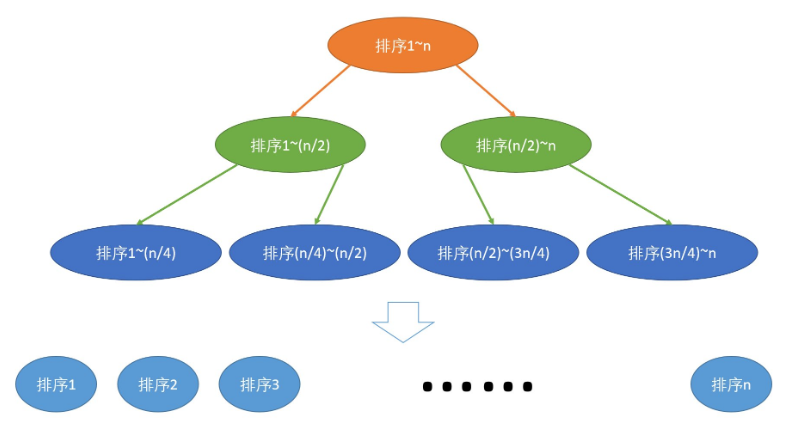 排序1~n
排序1~(n/2)
排序(n/2)~n
排序1~(n/4)
排序(n/4)~(n/2)
排序(n/2)~(3n/4)
排序(3n/4)~n
排序1
排序2
排序3
......
排序n